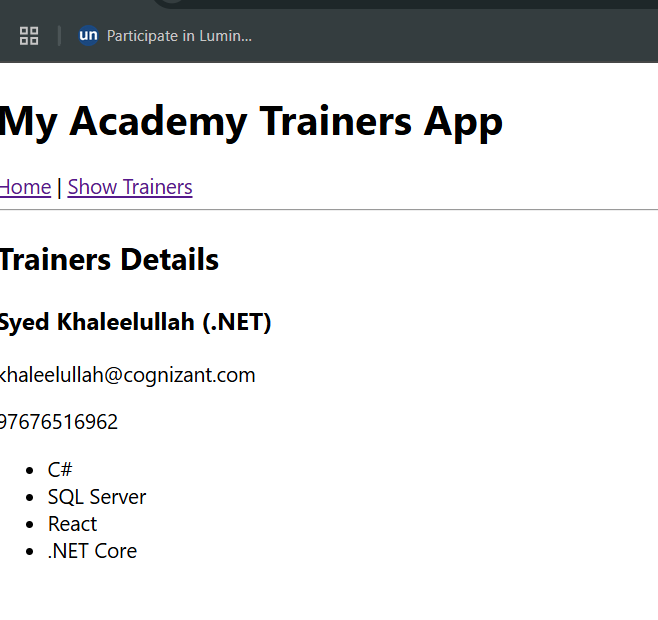 un Participate in Lumin...
My Academy Trainers App
Home | Show Trainers
Trainers Details
Syed Khaleelullah (.NET)
khaleelullah@cognizant.com
97676516962
• C#
• SQL Server
• React
• .NET Core